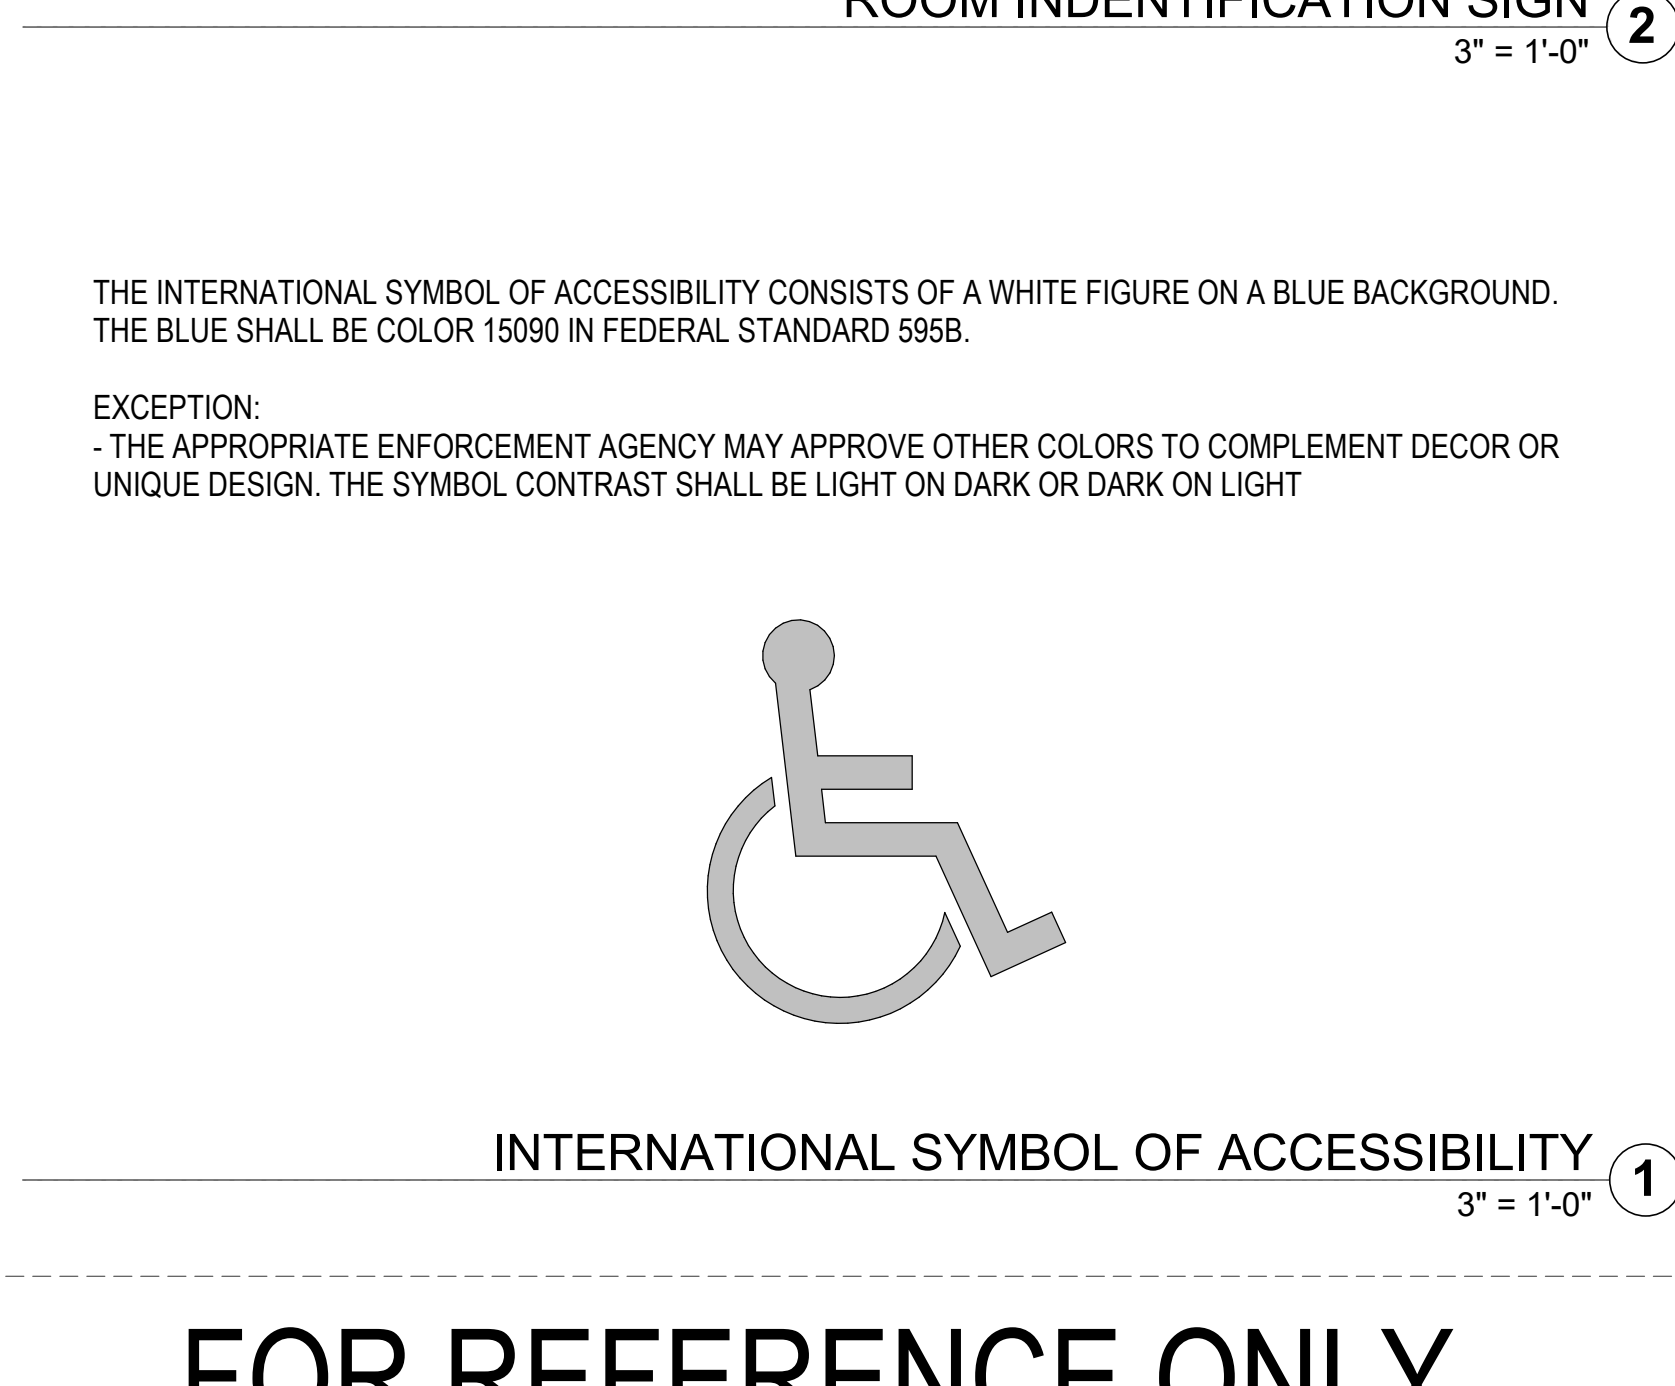 ROOM INDENTIFICATION SIGN
2
3" = 1'-0"
THE INTERNATIONAL SYMBOL OF ACCESSIBILITY CONSISTS OF A WHITE FIGURE ON A BLUE BACKGROUND.
THE BLUE SHALL BE COLOR 15090 IN FEDERAL STANDARD 595B.
EXCEPTION:
- THE APPROPRIATE ENFORCEMENT AGENCY MAY APPROVE OTHER COLORS TO COMPLEMENT DECOR OR
UNIQUE DESIGN. THE SYMBOL CONTRAST SHALL BE LIGHT ON DARK OR DARK ON LIGHT
INTERNATIONAL SYMBOL OF ACCESSIBILITY
1
3" = 1'-0"
FOR REFERENCE ONLY